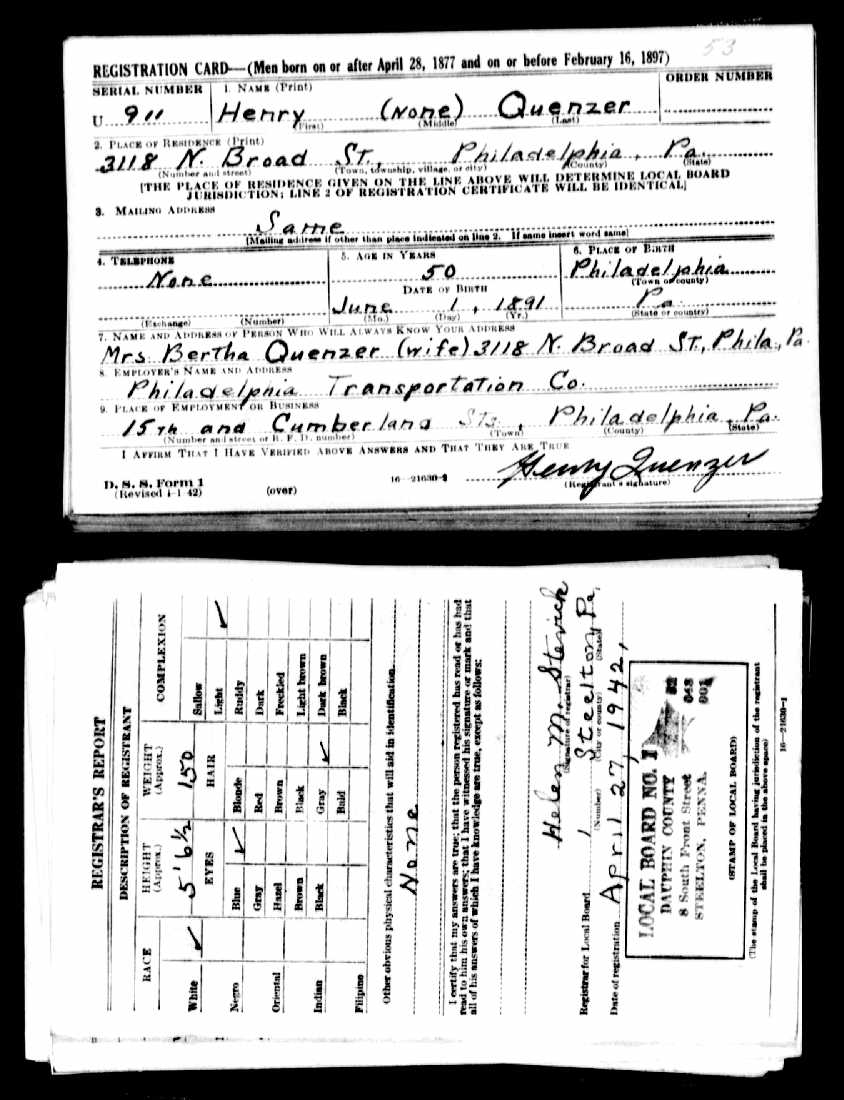 53
REGISTRATION CARD—(Men born on or after April 28, 1877 and on or before February 16, 1897)
SERIAL NUMBER 1. NAME (Print) ORDER NUMBER
U 911 Henry (None) Quenzer
(First) (Middle) (Last)
2. PLACE OF RESIDENCE (Print)
3118 N. Broad ST., Philadelphia, Pa.
(Number and street) (Town, township, village, or city) (County) (State)
[THE PLACE OF RESIDENCE GIVEN ON THE LINE ABOVE WILL DETERMINE LOCAL BOARD
JURISDICTION; LINE 2 OF REGISTRATION CERTIFICATE WILL BE IDENTICAL]
3. MAILING ADDRESS
Same
[Mailing address if other than place indicated on line 2. If same insert word same]
4. TELEPHONE 5. AGE IN YEARS 6. PLACE OF BIRTH
None 50 Philadelphia
DATE OF BIRTH (Town or county)
June 1, 1891 Pa.
(Exchange) (Number) (Mo.) (Day) (Yr.) (State or country)
7. NAME AND ADDRESS OF PERSON WHO WILL ALWAYS KNOW YOUR ADDRESS
Mrs. Bertha Quenzer (wife) 3118 N. Broad ST., Phila., Pa.
8. EMPLOYER'S NAME AND ADDRESS
Philadelphia Transportation Co.
9. PLACE OF EMPLOYMENT OR BUSINESS
15TH and Cumberland Sts., Philadelphia, Pa.
(Number and street or R. F. D. number) (Town) (County) (State)
I AFFIRM THAT I HAVE VERIFIED ABOVE ANSWERS AND THAT THEY ARE TRUE
Henry Quenzer
D. S. S. Form 1
(Revised 4-1-42) (over) 16—21630-2 (Registrant's signature)
REGISTRAR'S REPORT
DESCRIPTION OF REGISTRANT
RACE HEIGHT (Approx.) WEIGHT (Approx.) COMPLEXION
White ✓ 5' 6½ 150 Sallow
EYES HAIR Light ✓
Negro Blue ✓ Blonde Ruddy
Oriental Gray Red Dark
Hazel Brown Freckled
Brown Black Light brown
Indian Black Gray ✓ Dark brown
Bald Black
Filipino
Other obvious physical characteristics that will aid in identification
None
I certify that my answers are true; that the person registered has read or has had
read to him his own answers; that I have witnessed his signature or mark and that
all of his answers of which I have knowledge are true, except as follows:
Helen M. Stevick
(Signature of registrar)
Registrar for Local Board 1 Steelton, Pa.
(Number) (City or county) (State)
Date of registration April 27, 1942,
LOCAL BOARD NO. 1 32
DAUPHIN COUNTY 043
8 South Front Street 001
STEELTON, PENNA.
(STAMP OF LOCAL BOARD)
(The stamp of the Local Board having jurisdiction of the registrant
shall be placed in the above space)
16—21630-1